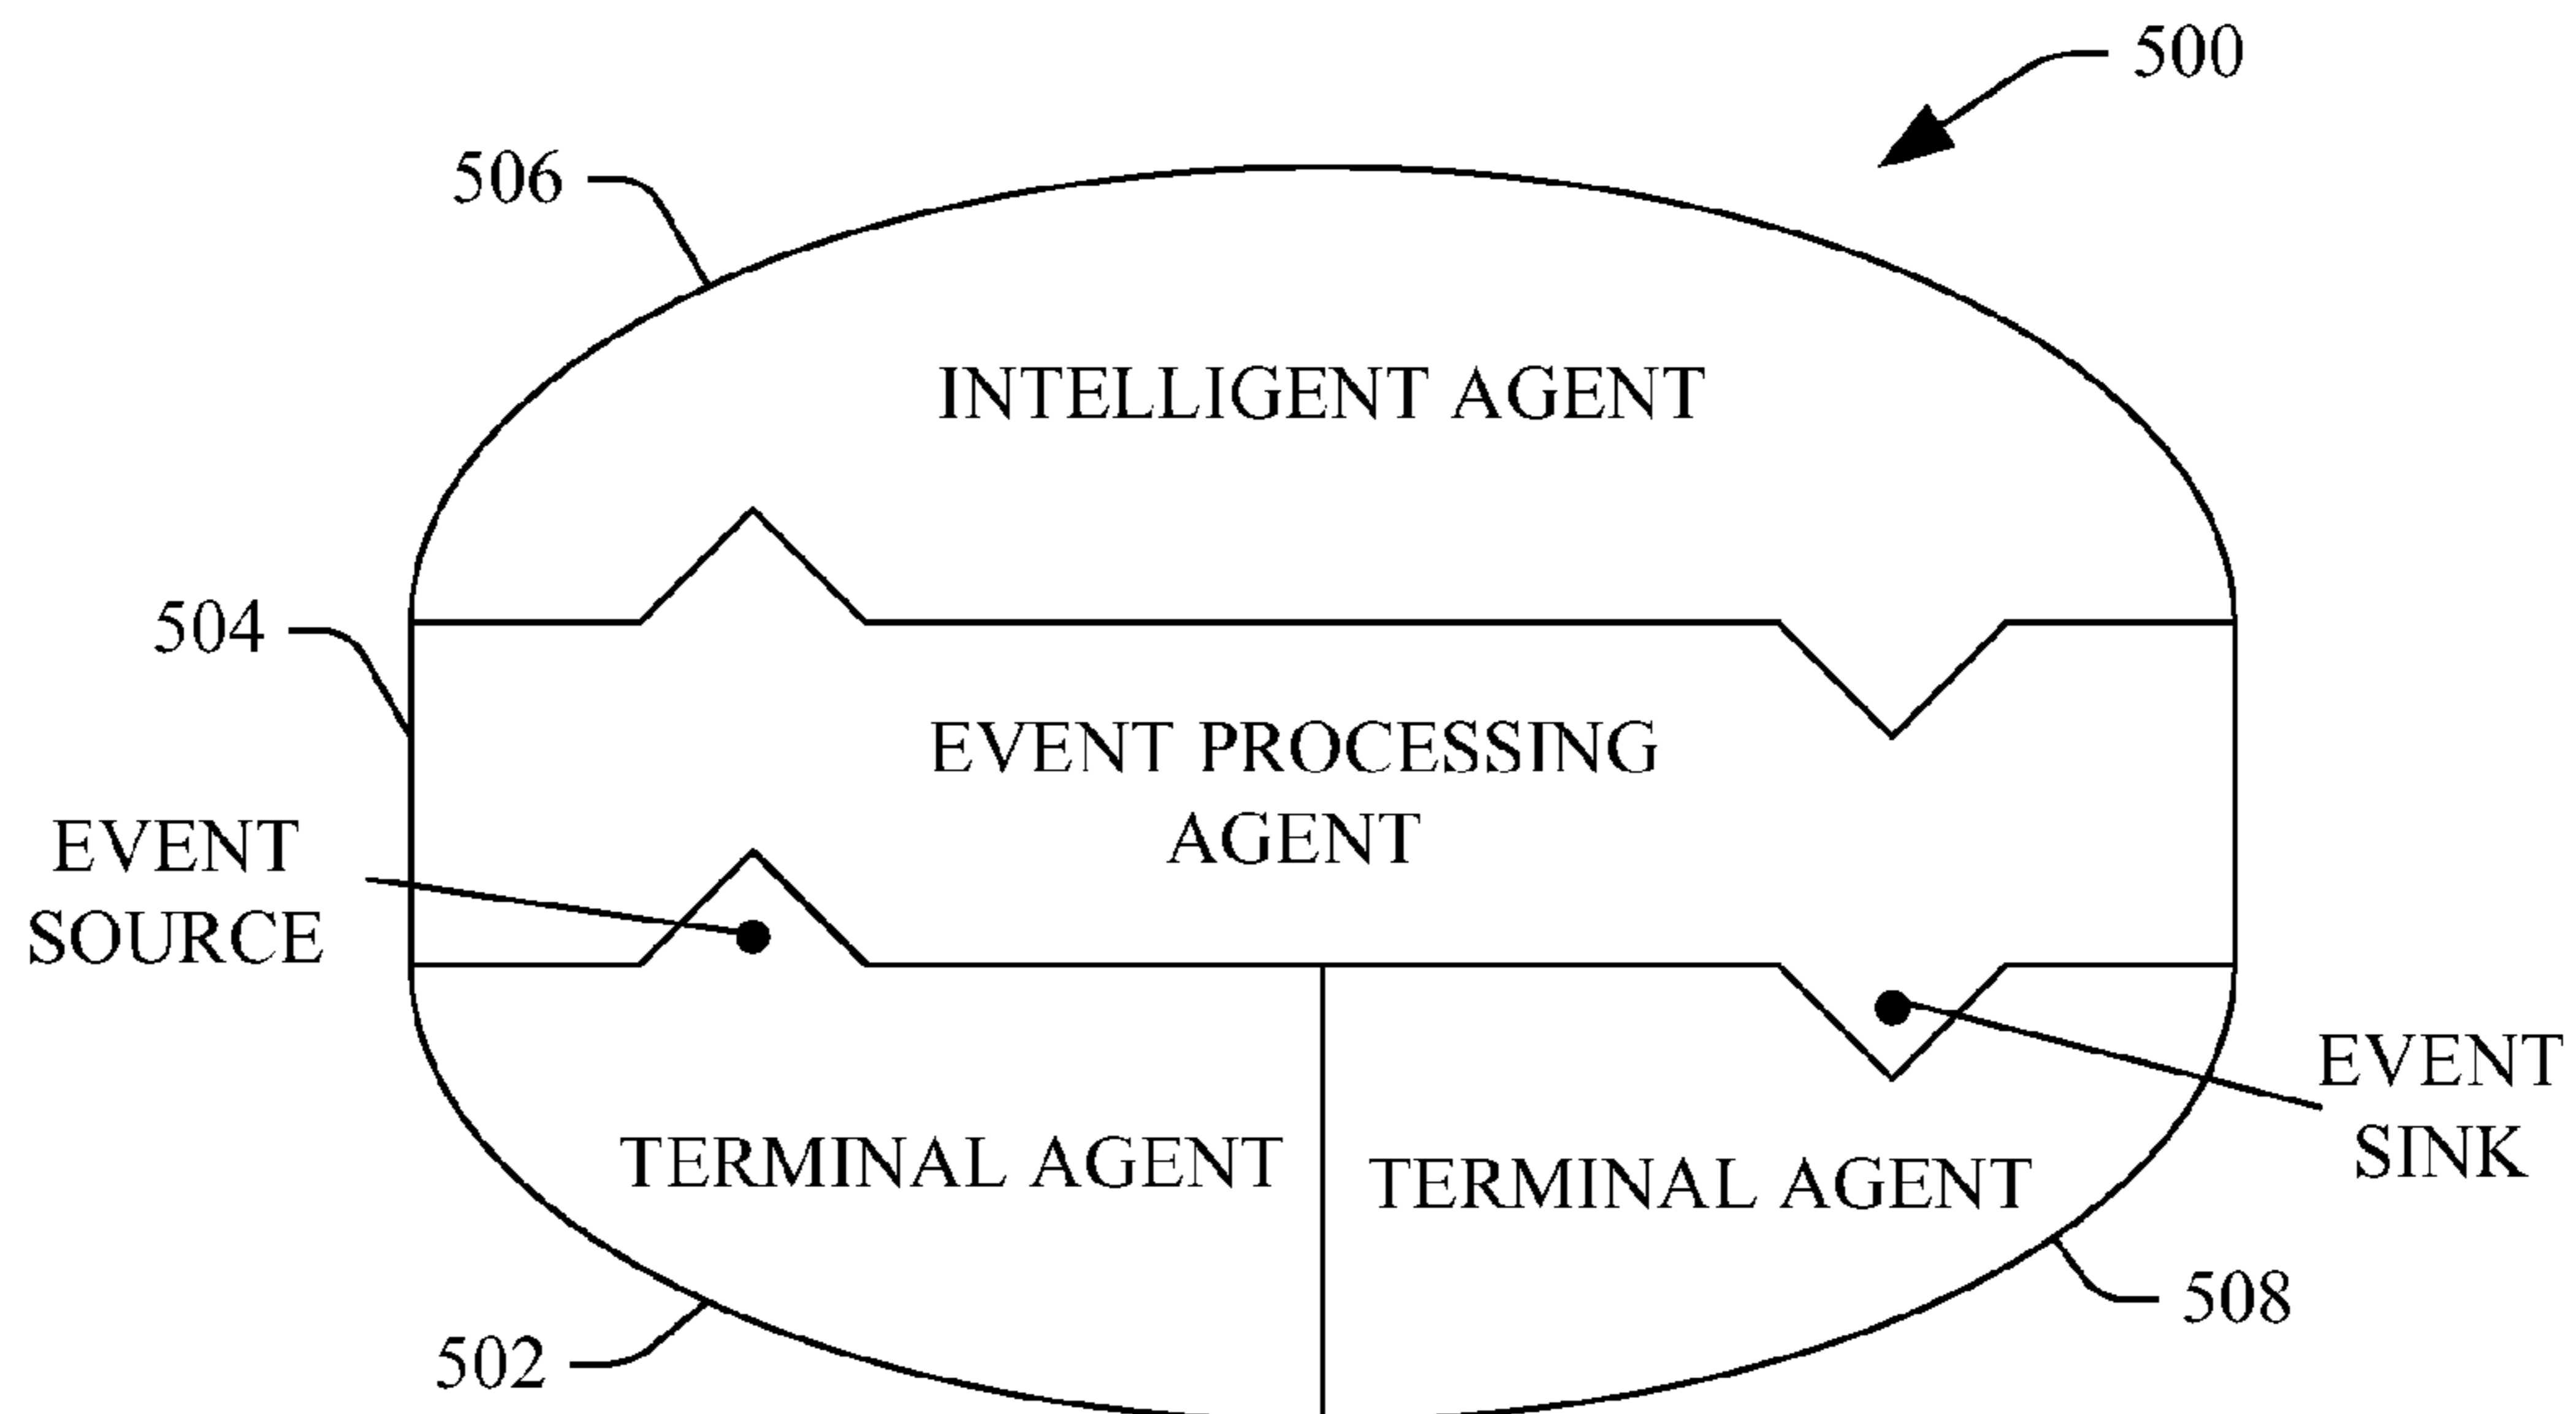 500
506
INTELLIGENT AGENT
504
EVENT PROCESSING
AGENT
EVENT
SOURCE
EVENT
SINK
TERMINAL AGENT
TERMINAL AGENT
508
502